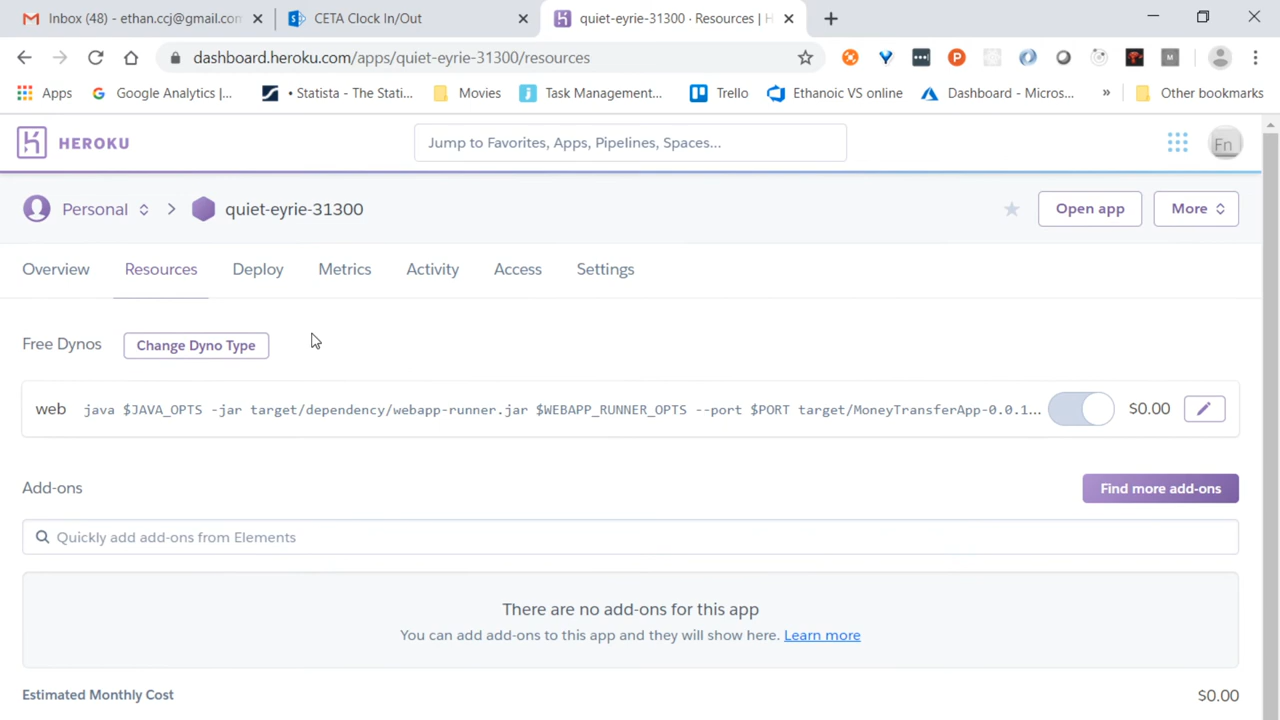 Inbox (48) - ethan.ccj@gmail.con
CETA Clock In/Out
quiet-eyrie-31300 · Resources | H
dashboard.heroku.com/apps/quiet-eyrie-31300/resources
P
M
Apps
Google Analytics |...
• Statista - The Stati...
Movies
Task Management...
Trello
Ethanoic VS online
Dashboard - Micros...
»
Other bookmarks
HEROKU
Jump to Favorites, Apps, Pipelines, Spaces...
Fn
Personal
quiet-eyrie-31300
Open app
More
Overview
Resources
Deploy
Metrics
Activity
Access
Settings
Free Dynos
Change Dyno Type
web java $JAVA_OPTS -jar target/dependency/webapp-runner.jar $WEBAPP_RUNNER_OPTS --port $PORT target/MoneyTransferApp-0.0.1... $0.00
Add-ons
Find more add-ons
Quickly add add-ons from Elements
There are no add-ons for this app
You can add add-ons to this app and they will show here. Learn more
Estimated Monthly Cost
$0.00